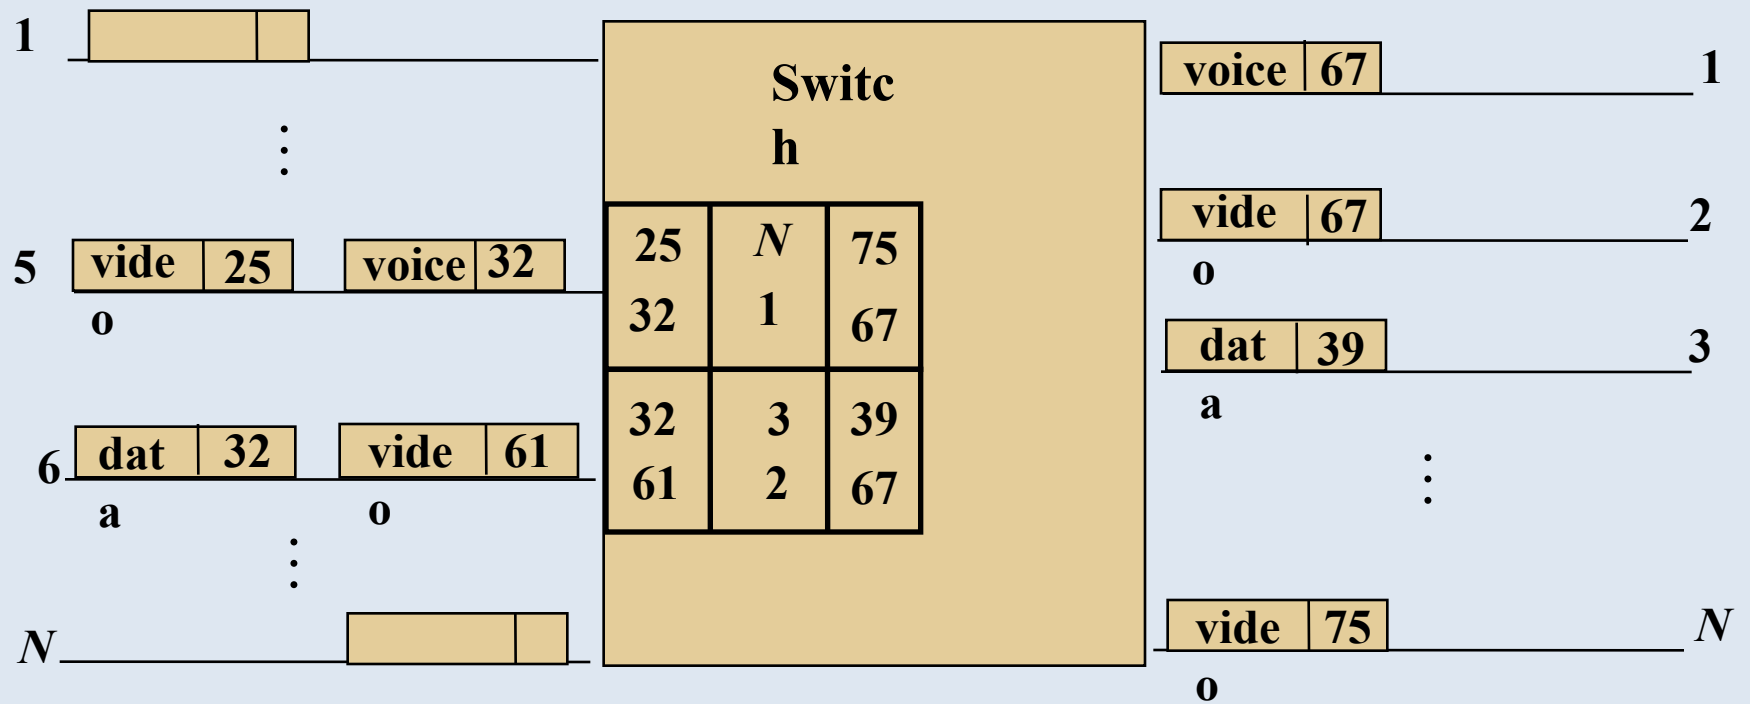 1
⋮
5
vide
o
25
voice 32
6
dat
a
32
vide
o
61
⋮
N
Switc
h
25 N 75
32 1 67
32 3 39
61 2 67
voice 67 1
vide
o
67 2
dat
a
39 3
⋮
vide
o
75 N